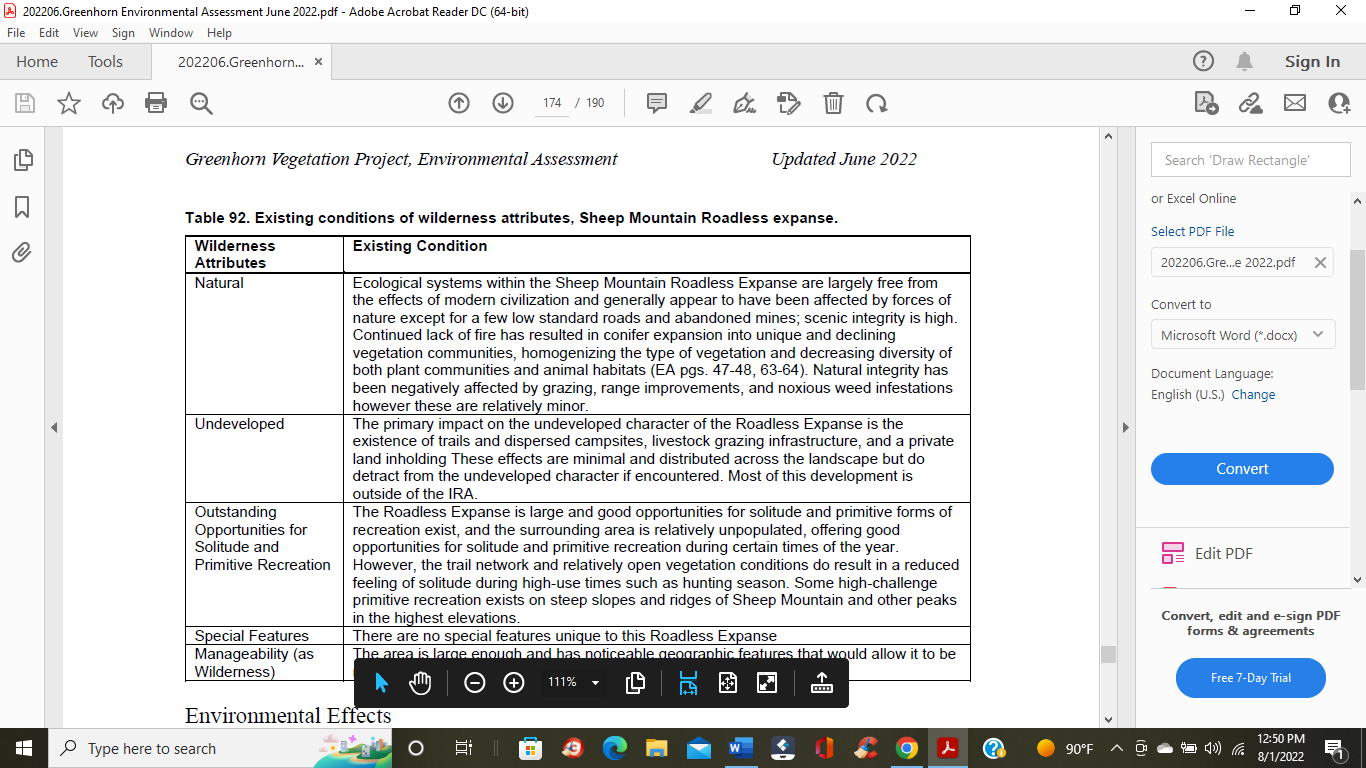 202206.Greenhorn Environmental Assessment June 2022.pdf - Adobe Acrobat Reader DC (64-bit)
File Edit View Sign Window Help
Home Tools 202206.Greenhorn... × Sign In
174 / 190
Greenhorn Vegetation Project, Environmental Assessment Updated June 2022
Table 92. Existing conditions of wilderness attributes, Sheep Mountain Roadless expanse.
Wilderness
Attributes
Existing Condition
Natural
Ecological systems within the Sheep Mountain Roadless Expanse are largely free from
the effects of modern civilization and generally appear to have been affected by forces of
nature except for a few low standard roads and abandoned mines; scenic integrity is high.
Continued lack of fire has resulted in conifer expansion into unique and declining
vegetation communities, homogenizing the type of vegetation and decreasing diversity of
both plant communities and animal habitats (EA pgs. 47-48, 63-64). Natural integrity has
been negatively affected by grazing, range improvements, and noxious weed infestations
however these are relatively minor.
Undeveloped
The primary impact on the undeveloped character of the Roadless Expanse is the
existence of trails and dispersed campsites, livestock grazing infrastructure, and a private
land inholding These effects are minimal and distributed across the landscape but do
detract from the undeveloped character if encountered. Most of this development is
outside of the IRA.
Outstanding
Opportunities for
Solitude and
Primitive Recreation
The Roadless Expanse is large and good opportunities for solitude and primitive forms of
recreation exist, and the surrounding area is relatively unpopulated, offering good
opportunities for solitude and primitive recreation during certain times of the year.
However, the trail network and relatively open vegetation conditions do result in a reduced
feeling of solitude during high-use times such as hunting season. Some high-challenge
primitive recreation exists on steep slopes and ridges of Sheep Mountain and other peaks
in the highest elevations.
Special Features
There are no special features unique to this Roadless Expanse
Manageability (as
Wilderness)
The area is large enough and has noticeable geographic features that would allow it to be
Environmental Effects
111%
Search 'Draw Rectangle'
or Excel Online
Select PDF File
202206.Gre...e 2022.pdf
Convert to
Microsoft Word (*.docx)
Document Language:
English (U.S.) Change
Convert
Edit PDF
Convert, edit and e-sign PDF
forms & agreements
Free 7-Day Trial
Type here to search
90°F
12:50 PM
8/1/2022
1